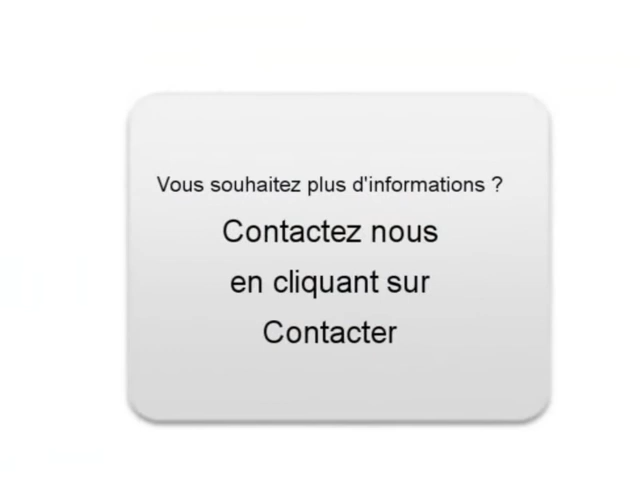 Vous souhaitez plus d'informations ?
Contactez nous
en cliquant sur
Contacter